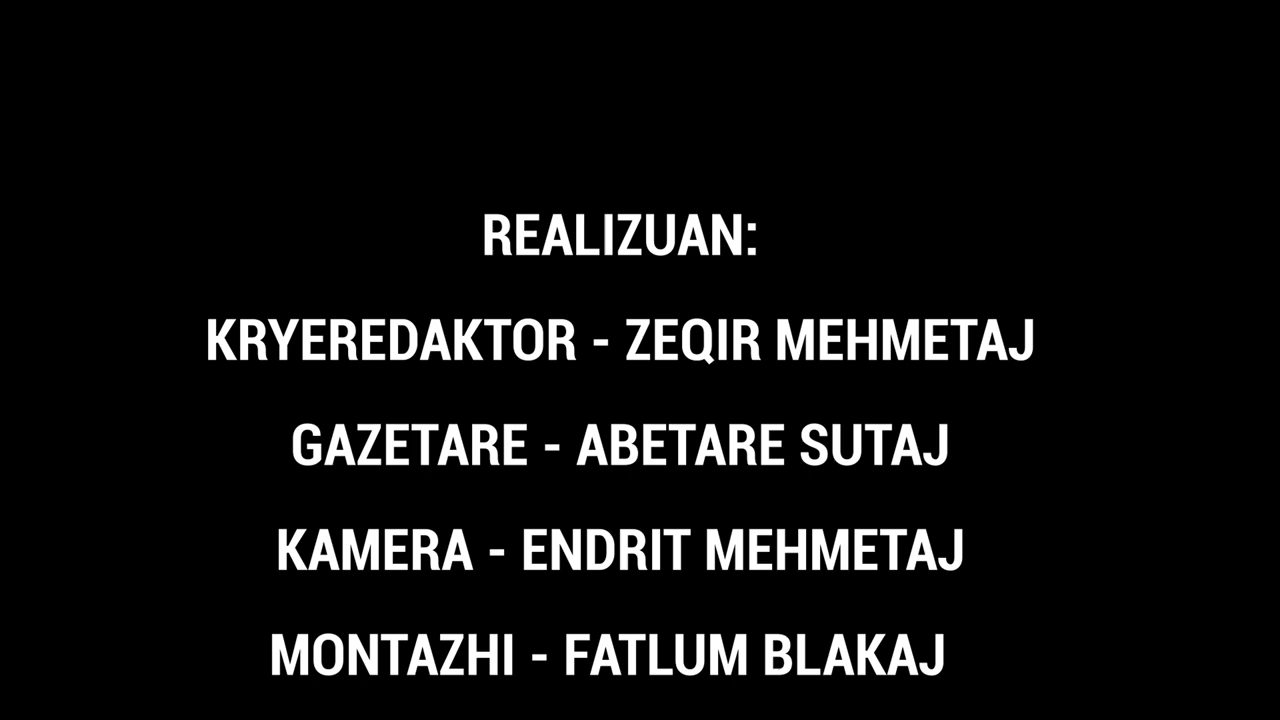 REALIZUAN:
KRYEREDAKTOR - ZEQIR MEHMETAJ
GAZETARE - ABETARE SUTAJ
KAMERA - ENDRIT MEHMETAJ
MONTAZHI - FATLUM BLAKAJ